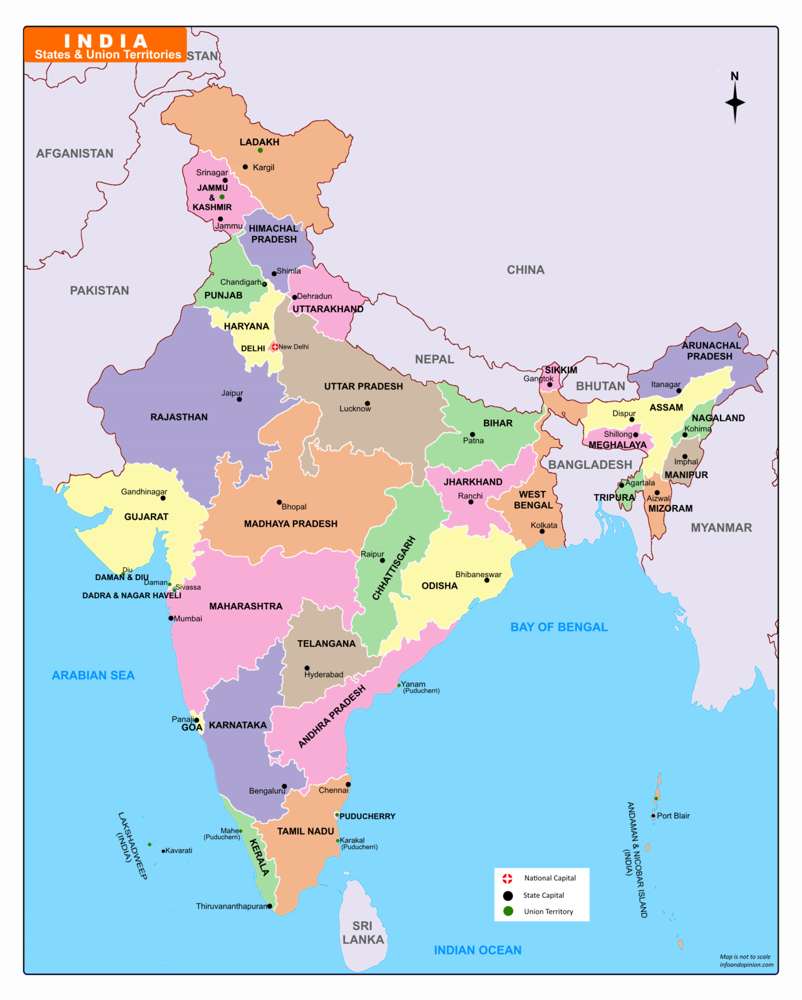 INDIA
States & Union Territories
STAN
N
AFGANISTAN
LADAKH
Kargil
Srinagar
JAMMU
&
KASHMIR
Jammu
HIMACHAL
PRADESH
CHINA
Shimla
Chandigarh
PAKISTAN
PUNJAB
Dehradun
UTTARAKHAND
HARYANA
DELHI
New Delhi
NEPAL
ARUNACHAL
PRADESH
SIKKIM
Gangtok
BHUTAN
Itanagar
UTTAR PRADESH
Jaipur
Lucknow
RAJASTHAN
BIHAR
Patna
ASSAM
Dispur
NAGALAND
Kohima
Shillong
MEGHALAYA
BANGLADESH
Imphal
MANIPUR
JHARKHAND
Ranchi
WEST
BENGAL
Kolkata
Agartala
TRIPURA
Aizwal
MIZORAM
MYANMAR
Gandhinagar
GUJARAT
Bhopal
MADHAYA PRADESH
Raipur
CHHATTISGARH
Bhibaneswar
ODISHA
Diu
DAMAN & DIU
Daman
Sivassa
DADRA & NAGAR HAVELI
MAHARASHTRA
Mumbai
BAY OF BENGAL
TELANGANA
Hyderabad
ARABIAN SEA
Yanam
(Puducherri)
ANDHRA PRADESH
Panaji
GOA
KARNATAKA
Bengaluru
Chennai
PUDUCHERRY
TAMIL NADU
Mahe
(Puducherri)
Karakal
(Puducherri)
KERALA
LAKSHADWEEP
(INDIA)
Kavarati
Port Blair
ANDAMAN & NICOBAR ISLAND
(INDIA)
Thiruvananthapuram
SRI
LANKA
National Capital
State Capital
Union Territory
INDIAN OCEAN
Map is not to scale
infoandopinion.com